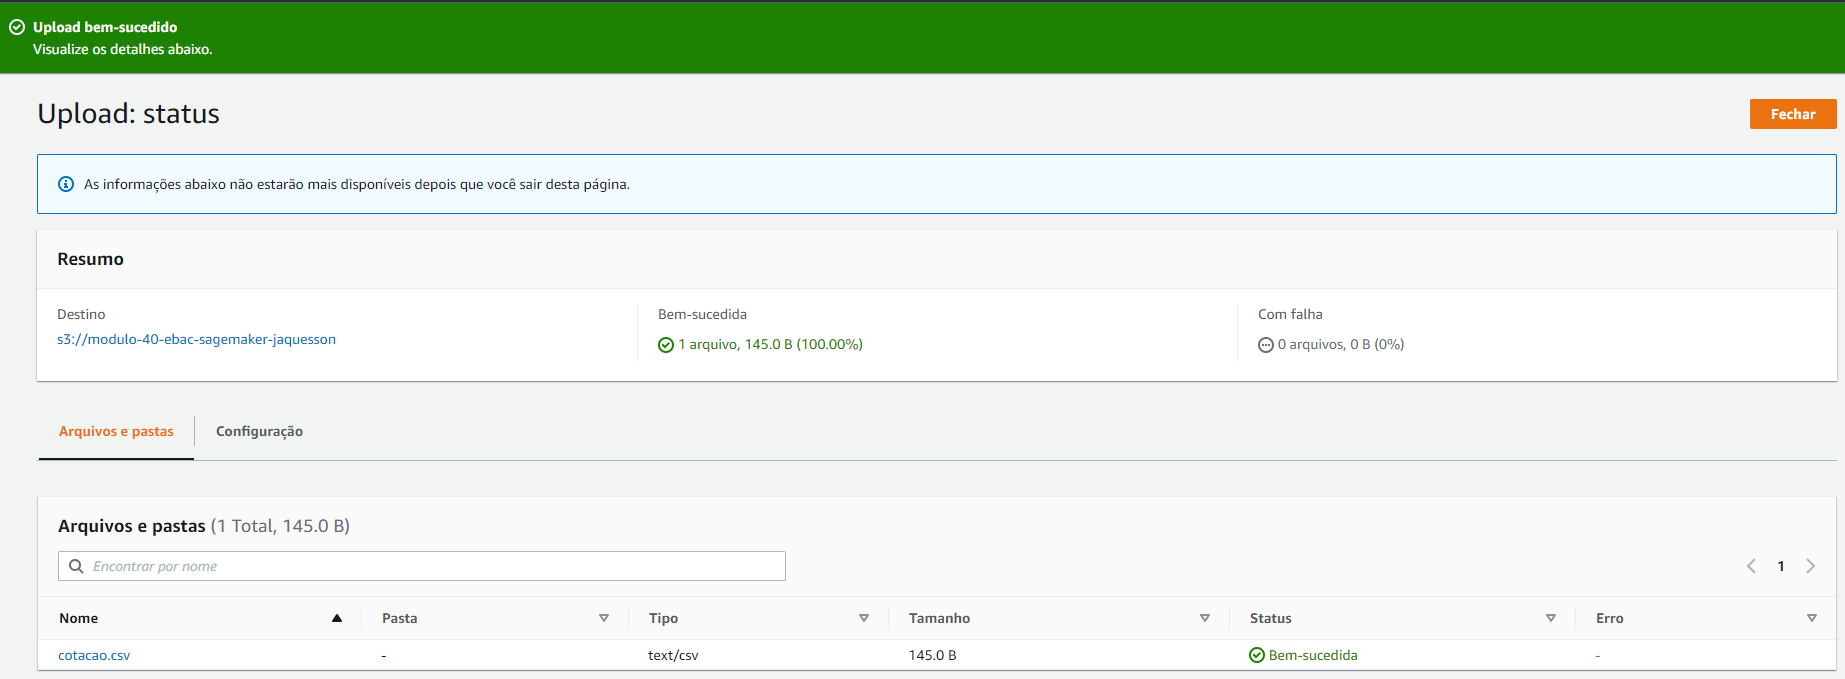 Upload bem-sucedido
Visualize os detalhes abaixo.
Upload: status
Fechar
As informações abaixo não estarão mais disponíveis depois que você sair desta página.
Resumo
Destino
s3://modulo-40-ebac-sagemaker-jaquesson
Bem-sucedida
1 arquivo, 145.0 B (100.00%)
Com falha
0 arquivos, 0 B (0%)
Arquivos e pastas
Configuração
Arquivos e pastas (1 Total, 145.0 B)
Encontrar por nome
1
Nome Pasta Tipo Tamanho Status Erro
cotacao.csv - text/csv 145.0 B Bem-sucedida -